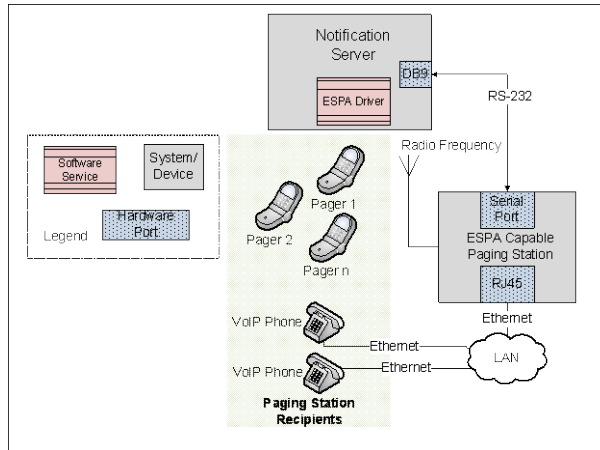 Notification
Server
DB9
ESPA Driver
RS-232
Radio Frequency
Software
Service
System/
Device
Hardware
Port
Legend
Pager 1
Pager 2
Pager n
Serial
Port
ESPA Capable
Paging Station
RJ45
Ethernet
VoIP Phone
Ethernet
LAN
VoIP Phone
Ethernet
Paging Station
Recipients